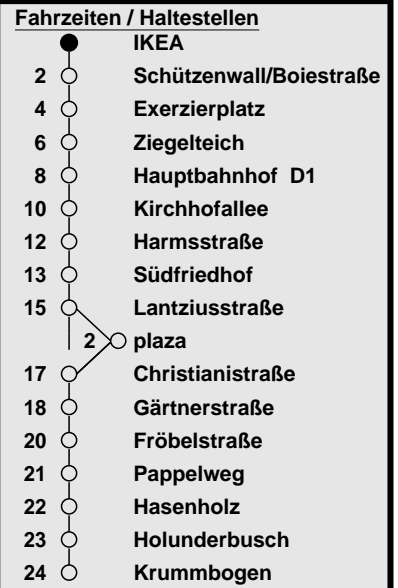 Fahrzeiten / Haltestellen
IKEA
2 Schützenwall/Boiestraße
4 Exerzierplatz
6 Ziegelteich
8 Hauptbahnhof D1
10 Kirchhofallee
12 Harmsstraße
13 Südfriedhof
15 Lantziusstraße
2 plaza
17 Christianistraße
18 Gärtnerstraße
20 Fröbelstraße
21 Pappelweg
22 Hasenholz
23 Holunderbusch
24 Krummbogen